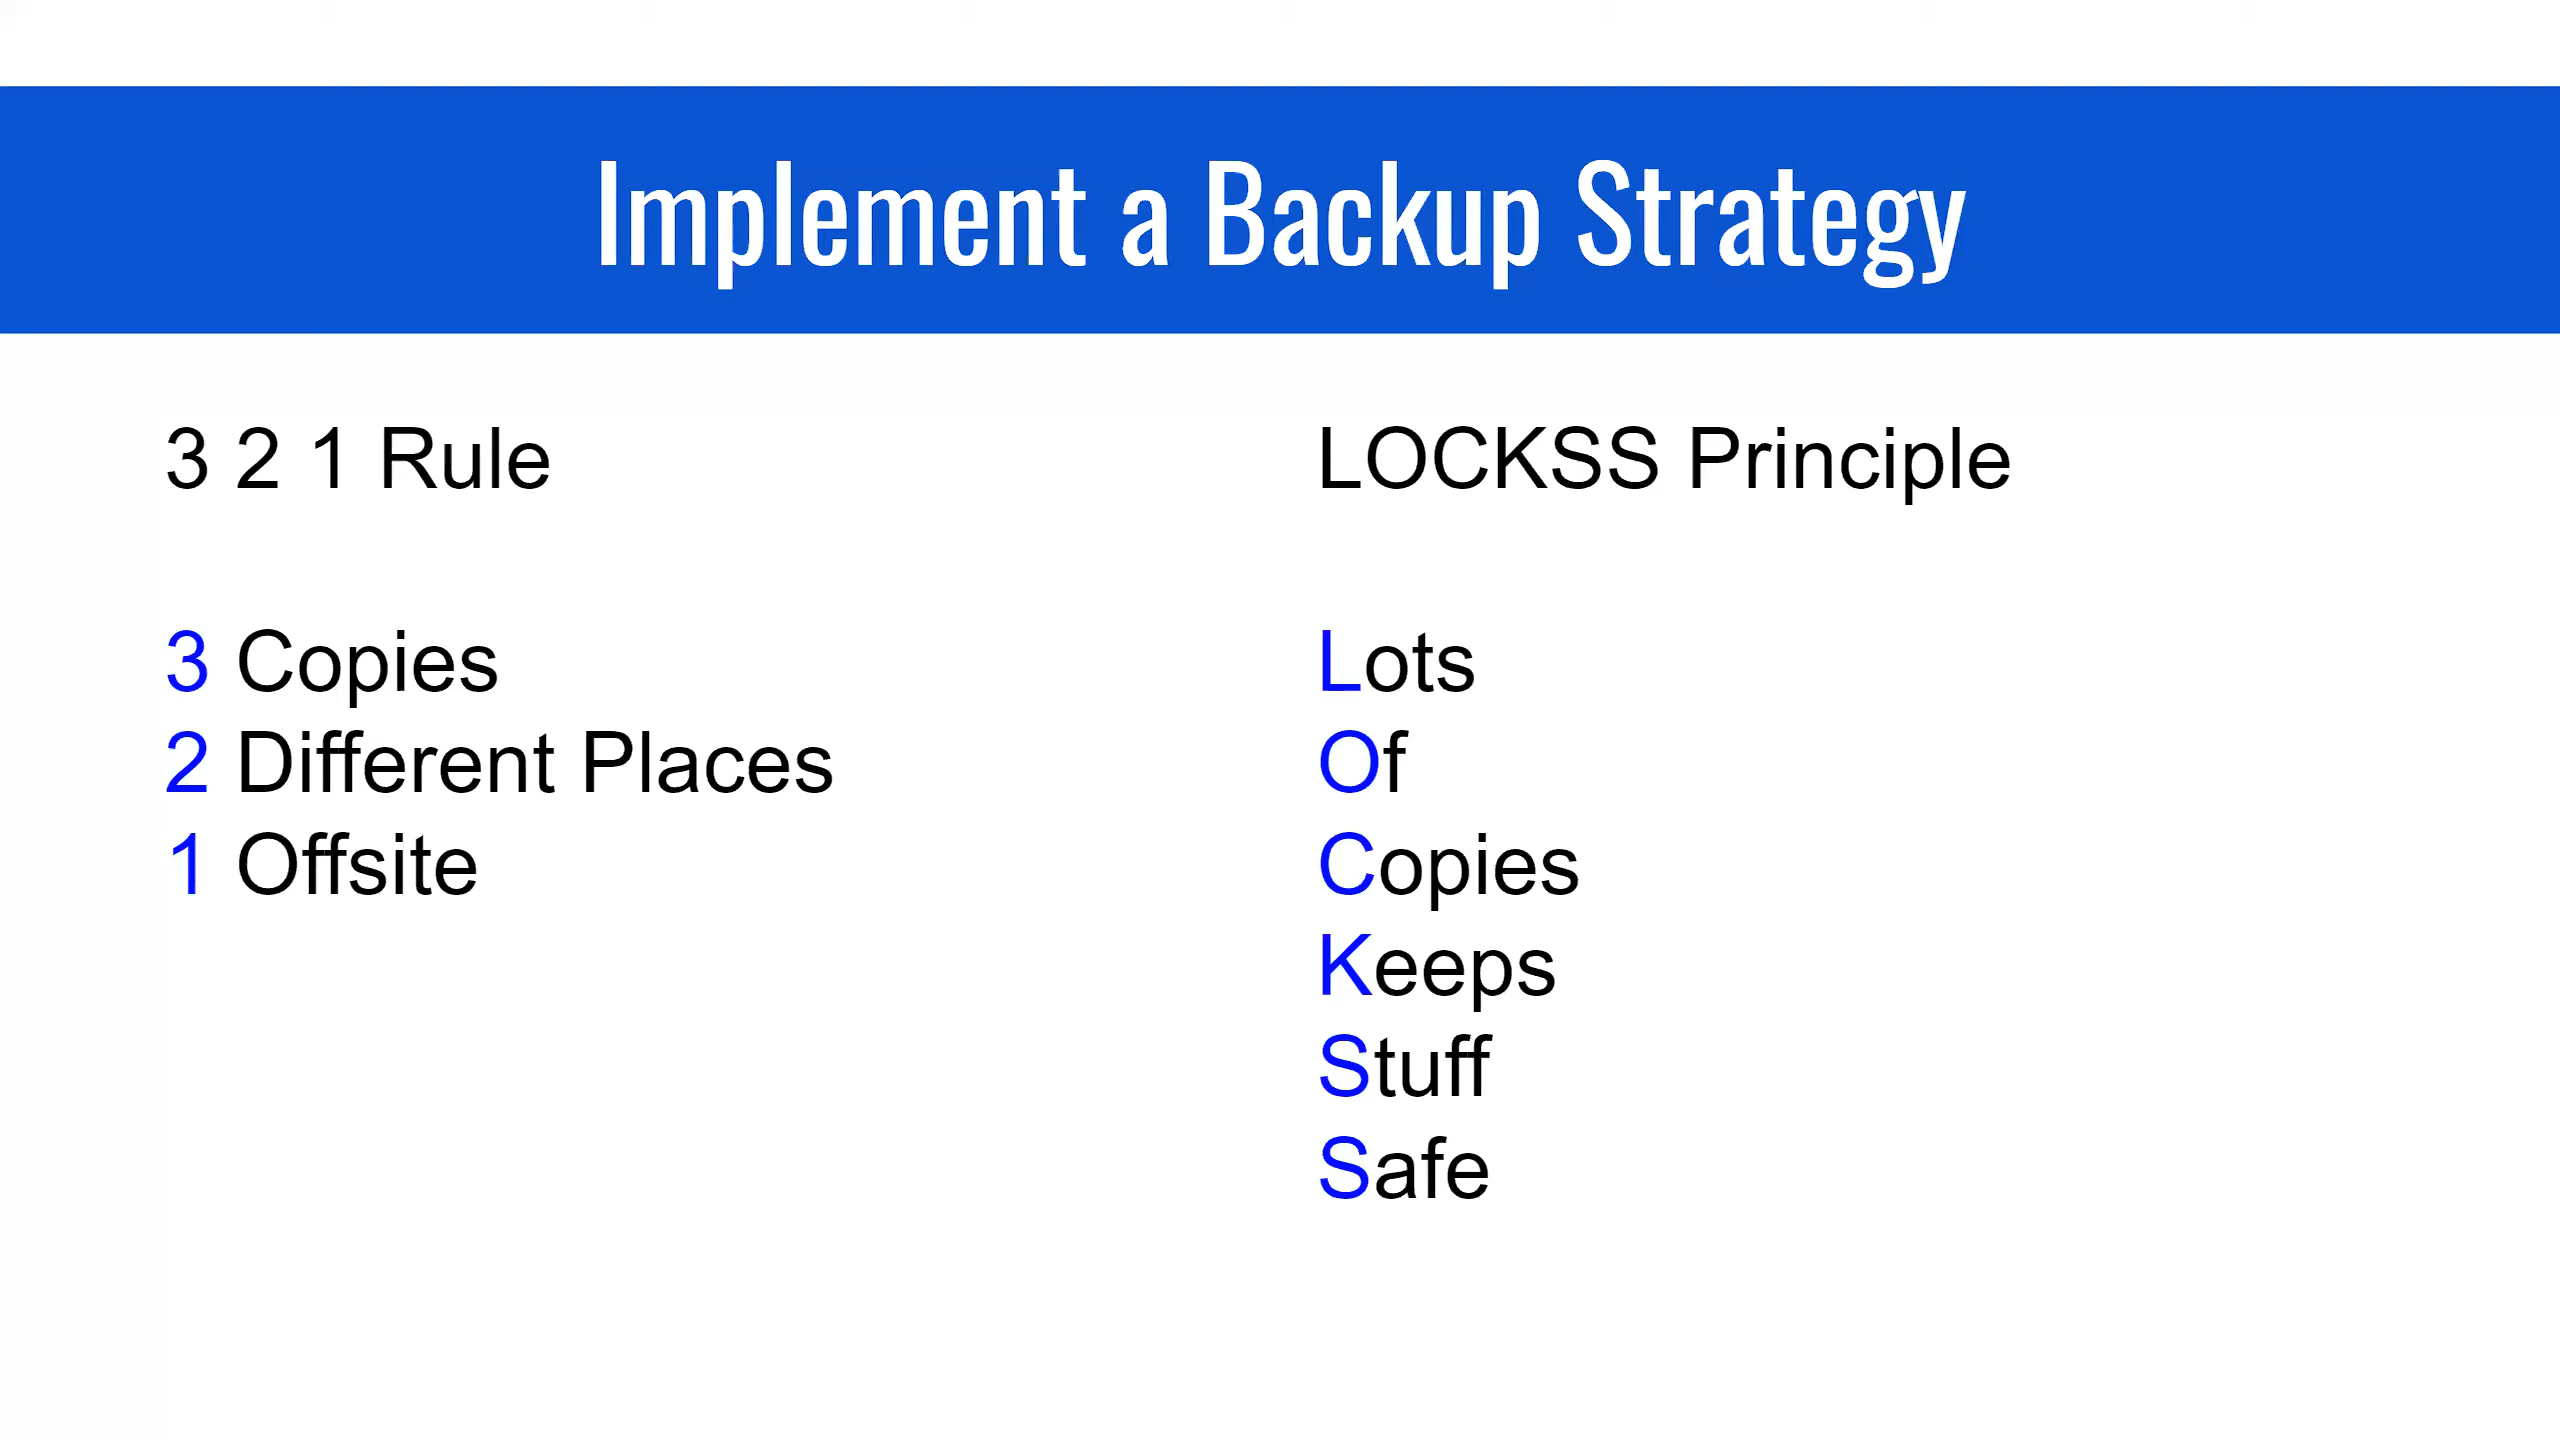 Implement a Backup Strategy
3 2 1 Rule
3 Copies
2 Different Places
1 Offsite
LOCKSS Principle
Lots
Of
Copies
Keeps
Stuff
Safe